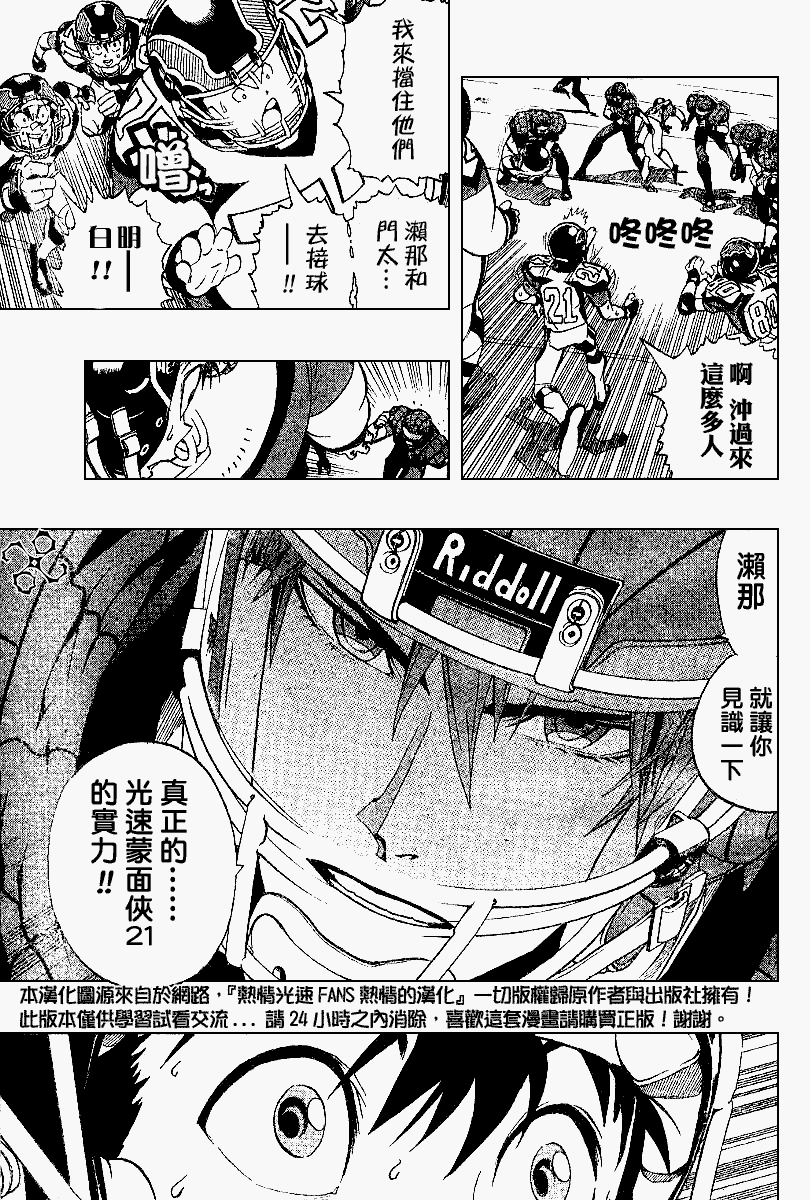 咚咚咚
21
21
80
啊 沖過來
這麼多人
21
我來擋住他們
噌
瀨那和
門太…
去接球
——!!
明——
白!!
Riddoll
瀨那
就讓你
見識一下
真正的……
光速蒙面俠21
的實力!!
本漢化圖源來自於網路，『熱情光速 FANS 熱情的漢化』一切版權歸原作者與出版社擁有！
此版本僅供學習試看交流... 請 24 小時之內消除，喜歡這套漫畫請購買正版！謝謝。